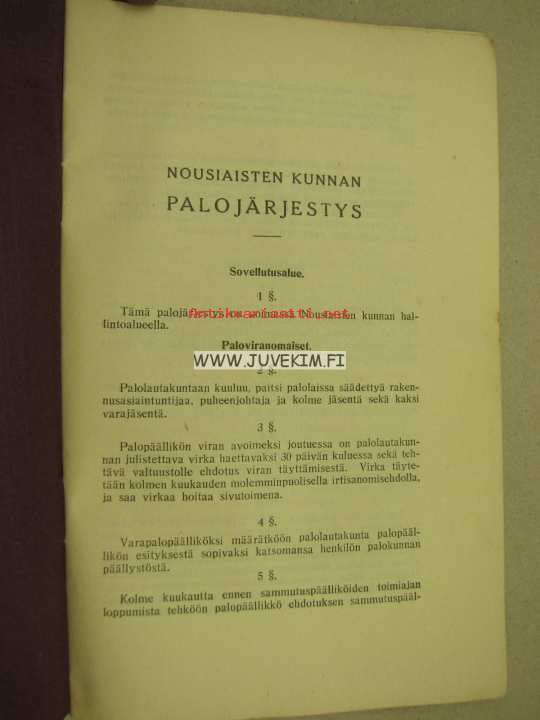 NOUSIAISTEN KUNNAN
PALOJÄRJESTYS
Sovellutusalue.
1 §.
Tämä palojärjestys on voimassa Nousiaisten kunnan hal-
lintoalueella.
antikvariaatti.net
Paloviranomaiset.
WWW.JUVEKIM.FI
2 §.
Palolautakuntaan kuuluu, paitsi palolaissa säädettyä raken-
nusasiaintuntijaa, puheenjohtaja ja kolme jäsentä sekä kaksi
varajäsentä.
3 §.
Palopäällikön viran avoimeksi joutuessa on palolautakun-
nan julistettava virka haettavaksi 30 päivän kuluessa sekä teh-
tävä valtuustolle ehdotus viran täyttämisestä. Virka täyte-
tään kolmen kuukauden molemminpuolisella irtisanomisehdolla,
ja saa virkaa hoitaa sivutoimena.
4 §.
Varapalopäälliköksi määrätköön palolautakunta palopääl-
likön esityksestä sopivaksi katsomansa henkilön palokunnan
päällystöstä.
5 §.
Kolme kuukautta ennen sammutuspäälliköiden toimiajan
loppumista tehköön palopäällikkö ehdotuksen sammutuspääl-